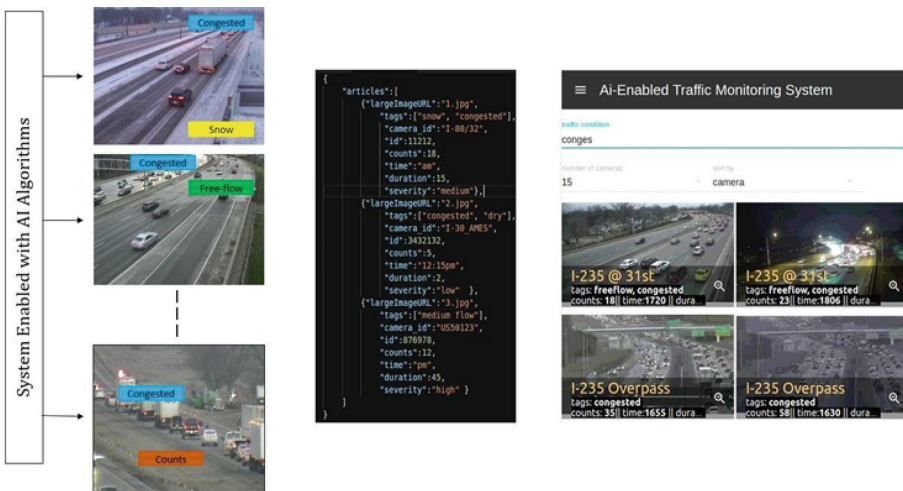 System Enabled with AI Algorithms
Congested
Snow
Congested
Free-flow
Congested
Counts
{
"articles":[
{"largeImageURL":"1.jpg",
"tags":["snow", "congested"],
"camera_id":"I-80/32",
"id":11212,
"counts":18,
"time":"am",
"duration":15,
"severity":"medium"},
{"largeImageURL":"2.jpg",
"tags":["congested", "dry"],
"camera_id":"I-30_AMES",
"id":3432132,
"counts":5,
"time":"12:15pm",
"duration":2,
"severity":"low" },
{"largeImageURL":"3.jpg",
"tags":["medium flow"],
"camera_id":"US50123",
"id":876978,
"counts":12,
"time":"pm",
"duration":45,
"severity":"high" }
]
}
Ai-Enabled Traffic Monitoring System
traffic condition
conges
number of cameras
sort by
15
camera
I-235 @ 31st
tags: freeflow, congested
counts: 18|| time:1720 || dura...
I-235 @ 31st
tags: freeflow, congested
counts: 23|| time:1806 || dura...
I-235 Overpass
tags: congested
counts: 35|| time:1655 || dura...
I-235 Overpass
tags: congested
counts: 58|| time:1630 || dura...